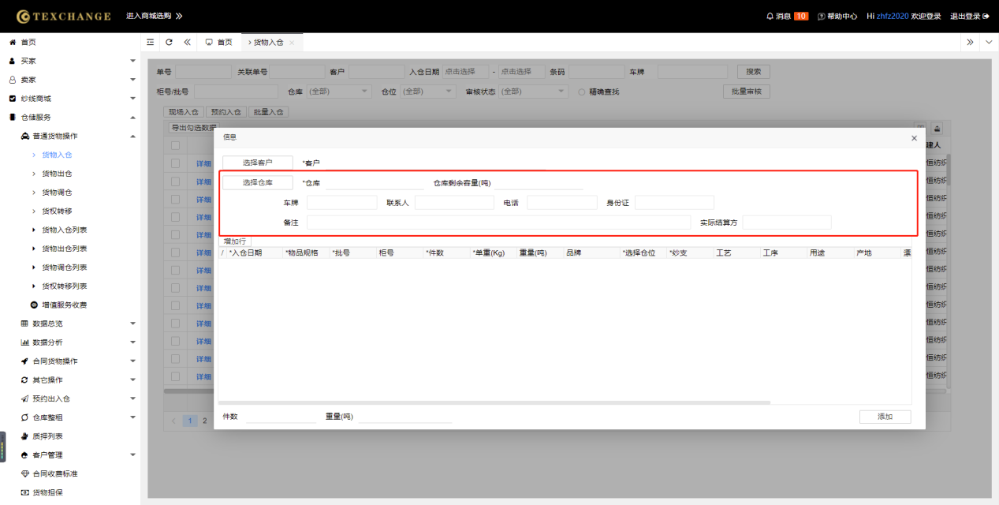 TEXCHANGE 进入商城选购
消息 10 帮助中心 Hi zhfz2020 欢迎登录 退出登录
首页
买家
卖家
纱线商城
仓储服务
普通货物操作
货物入仓
货物出仓
货物调仓
货权转移
货物入仓列表
货物出仓列表
货物调仓列表
货权转移列表
增值服务收费
数据总览
数据分析
合同货物操作
其它操作
预约出入仓
仓库整租
质押列表
客户管理
合同收费标准
货物担保
首页 货物入仓
单号 关联单号 客户 入仓日期 点击选择 - 点击选择 条码 车牌 搜索
柜号/批号 仓库 (全部) 仓位 (全部) 审核状态 (全部) 精确查找 批量审核
现场入仓 预约入仓 批量入仓
导出勾选数据
建人
详细 恒纺织
详细 恒纺织
详细 恒纺织
详细 恒纺织
详细 恒纺织
详细 恒纺织
详细 恒纺织
详细 恒纺织
详细 恒纺织
详细 恒纺织
详细 恒纺织
详细 恒纺织
详细 恒纺织
1 2
信息
选择客户 *客户
选择仓库 *仓库 仓库剩余容量(吨)
车牌 联系人 电话 身份证
备注 实际结算方
增加行
/ *入仓日期 *物品规格 *批号 柜号 *件数 *单重(Kg) 重量(吨) 品牌 *选择仓位 *纱支 工艺 工序 用途 产地 漂
件数 重量(吨) 添加